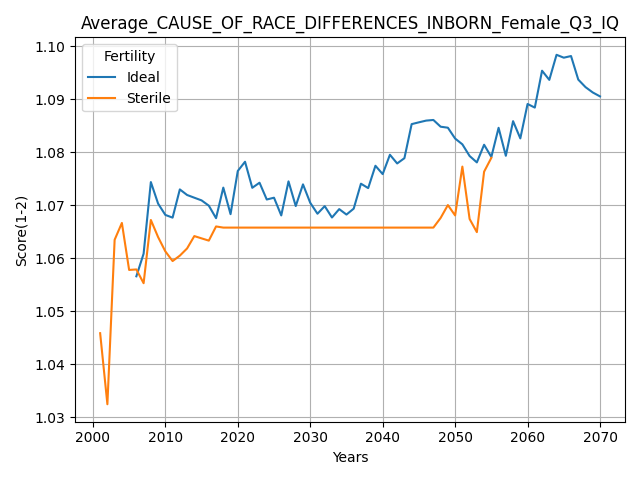 Average_CAUSE_OF_RACE_DIFFERENCES_INBORN_Female_Q3_IQ
Fertility
Ideal
Sterile
1.10
1.09
1.08
1.07
1.06
1.05
1.04
1.03
Score(1-2)
2000 2010 2020 2030 2040 2050 2060 2070
Years